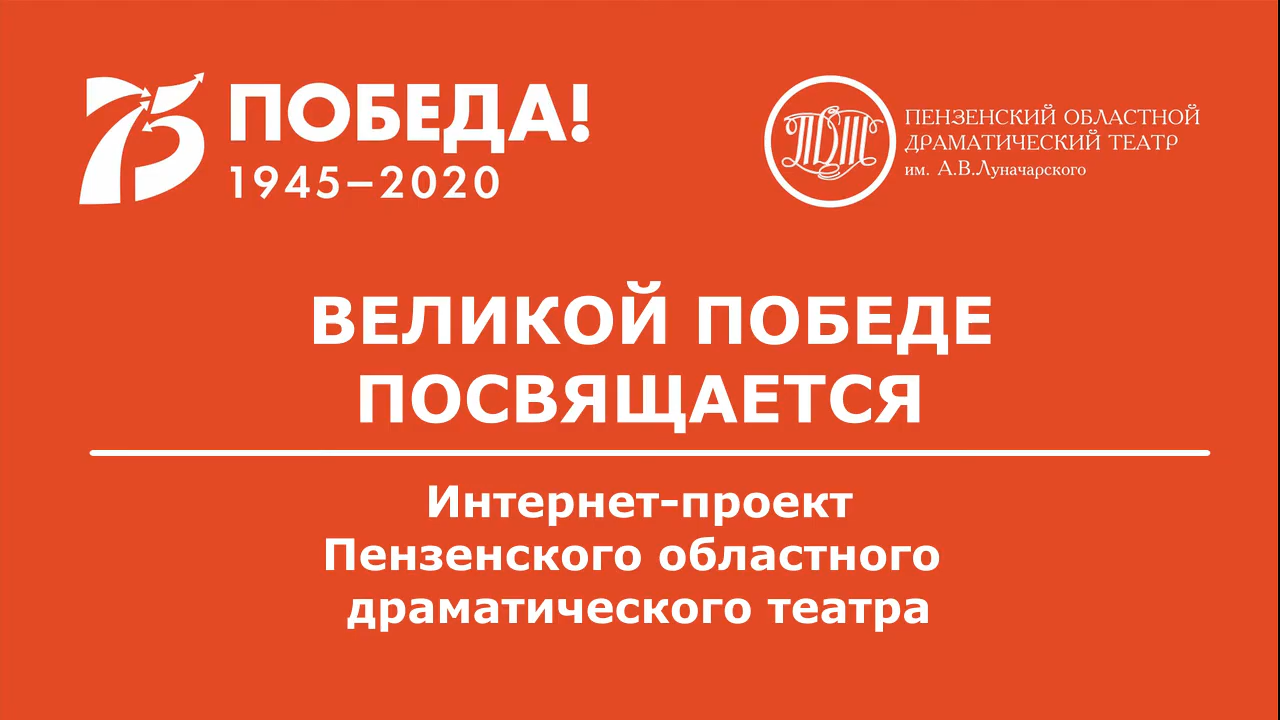 75 ПОБЕДА!
1945–2020
ПЕНЗЕНСКИЙ ОБЛАСТНОЙ
ДРАМАТИЧЕСКИЙ ТЕАТР
им. А.В.Луначарского
ВЕЛИКОЙ ПОБЕДЕ
ПОСВЯЩАЕТСЯ
Интернет-проект
Пензенского областного
драматического театра